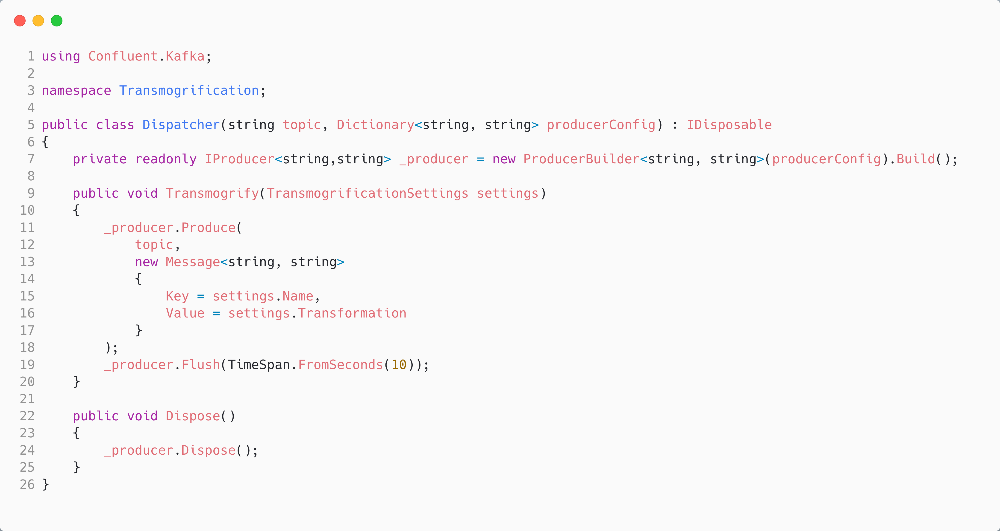 1 using Confluent.Kafka;
2
3 namespace Transmogrification;
4
5 public class Dispatcher(string topic, Dictionary<string, string> producerConfig) : IDisposable
6 {
7     private readonly IProducer<string,string> _producer = new ProducerBuilder<string, string>(producerConfig).Build();
8
9     public void Transmogrify(TransmogrificationSettings settings)
10     {
11         _producer.Produce(
12             topic,
13             new Message<string, string>
14             {
15                 Key = settings.Name,
16                 Value = settings.Transformation
17             }
18         );
19         _producer.Flush(TimeSpan.FromSeconds(10));
20     }
21
22     public void Dispose()
23     {
24         _producer.Dispose();
25     }
26 }